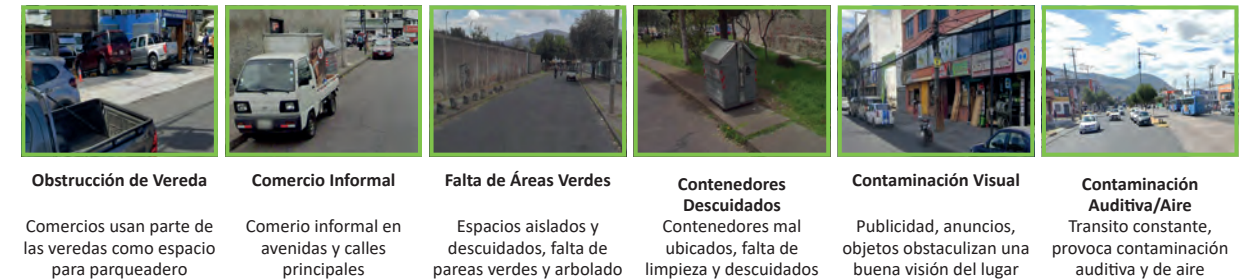 Obstrucción de Vereda
Comercios usan parte de
las veredas como espacio
para parqueadero
Comercio Informal
Comerio informal en
avenidas y calles
principales
Falta de Áreas Verdes
Espacios aislados y
descuidados, falta de
pareas verdes y arbolado
Contenedores
Descuidados
Contenedores mal
ubicados, falta de
limpieza y descuidados
Contaminación Visual
Publicidad, anuncios,
objetos obstaculizan una
buena visión del lugar
Contaminación
Auditiva/Aire
Transito constante,
provoca contaminación
auditiva y de aire